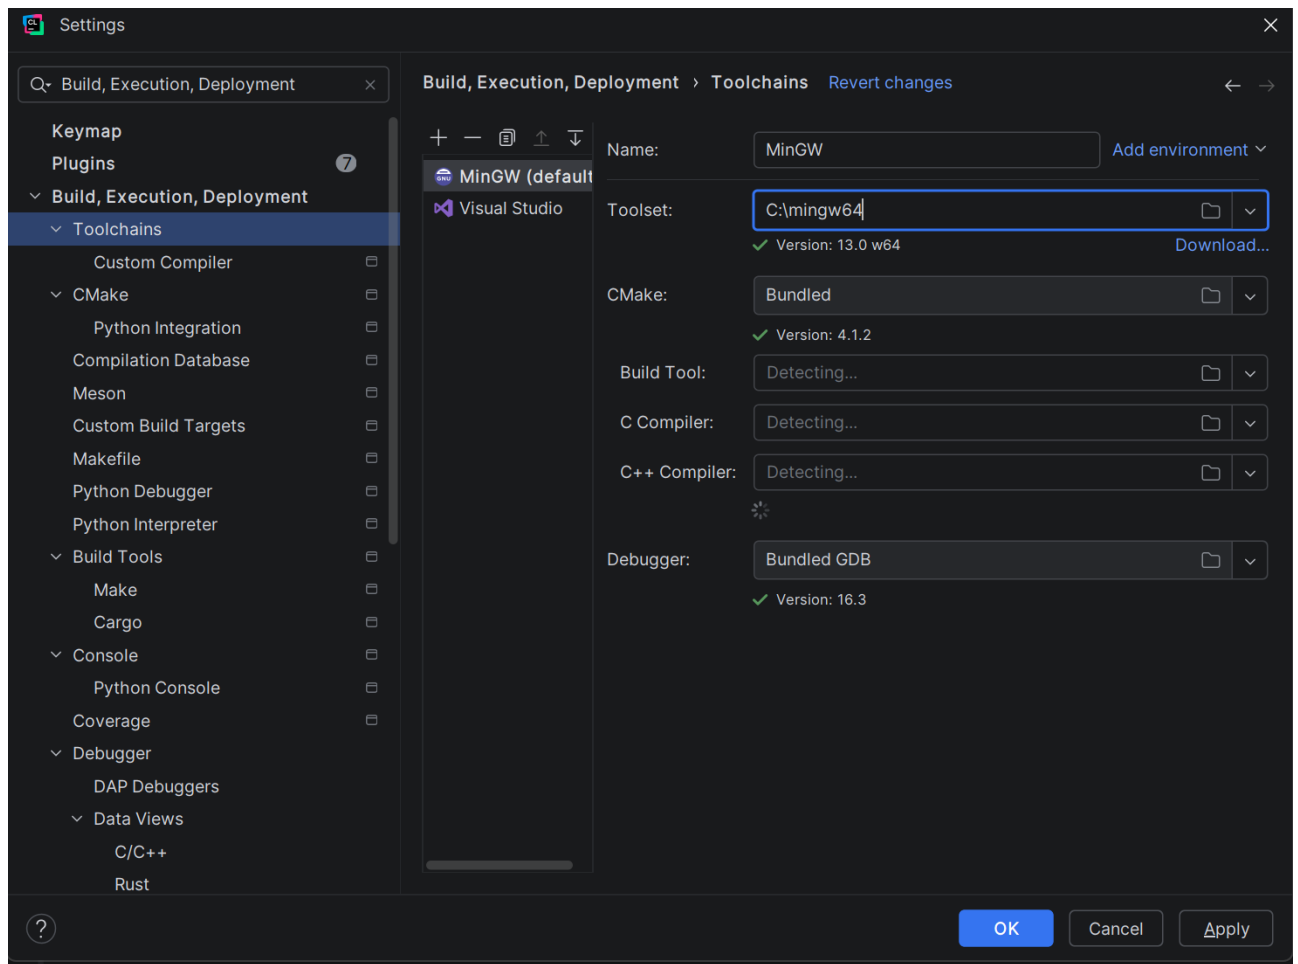 Settings
Build, Execution, Deployment
Keymap
Plugins 7
Build, Execution, Deployment
Toolchains
Custom Compiler
CMake
Python Integration
Compilation Database
Meson
Custom Build Targets
Makefile
Python Debugger
Python Interpreter
Build Tools
Make
Cargo
Console
Python Console
Coverage
Debugger
DAP Debuggers
Data Views
C/C++
Rust
Build, Execution, Deployment › Toolchains Revert changes
MinGW (default
Visual Studio
Name: MinGW Add environment
Toolset: C:\mingw64
Version: 13.0 w64 Download...
CMake: Bundled
Version: 4.1.2
Build Tool: Detecting...
C Compiler: Detecting...
C++ Compiler: Detecting...
Debugger: Bundled GDB
Version: 16.3
? OK Cancel Apply